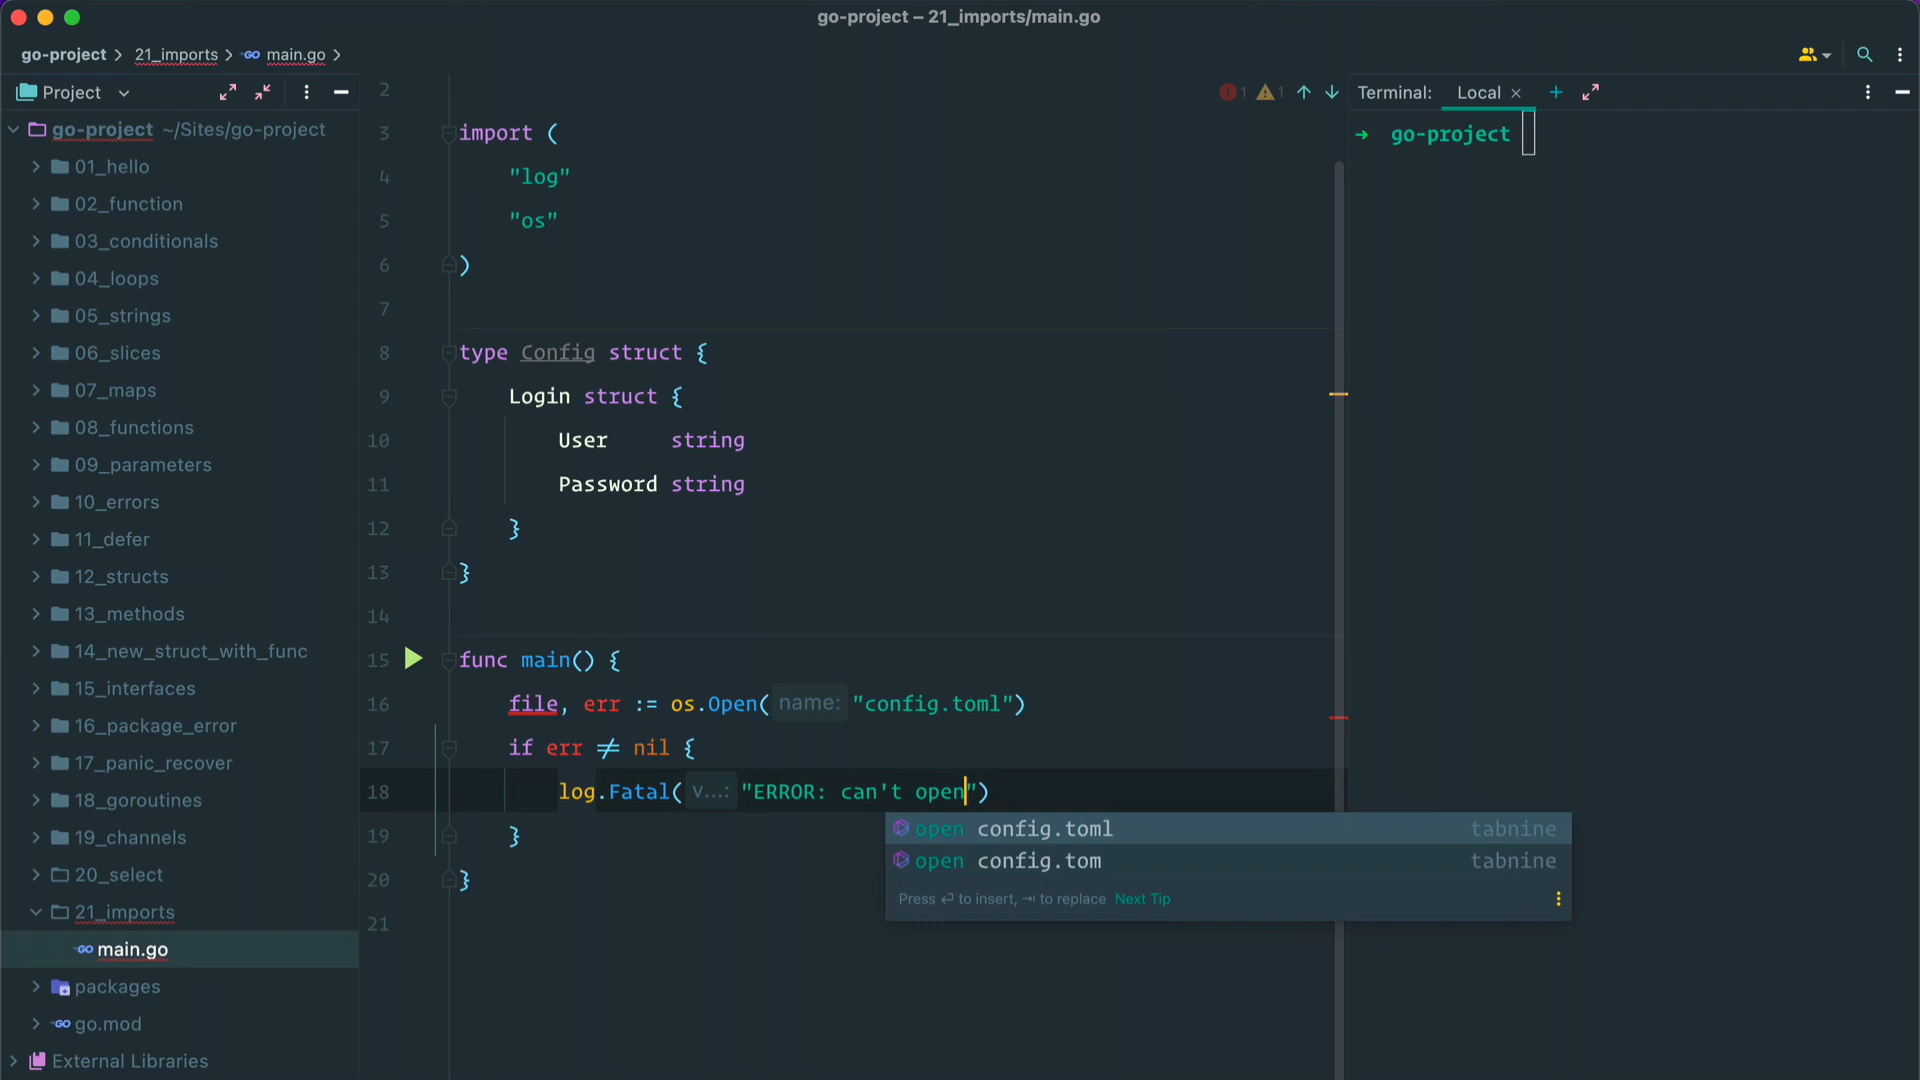 go-project – 21_imports/main.go
go-project > 21_imports > GO main.go >
Project
go-project ~/Sites/go-project
01_hello
02_function
03_conditionals
04_loops
05_strings
06_slices
07_maps
08_functions
09_parameters
10_errors
11_defer
12_structs
13_methods
14_new_struct_with_func
15_interfaces
16_package_error
17_panic_recover
18_goroutines
19_channels
20_select
21_imports
GO main.go
packages
GO go.mod
External Libraries
1 1
2
3 import (
4 "log"
5 "os"
6 )
7
8 type Config struct {
9 Login struct {
10 User string
11 Password string
12 }
13 }
14
15 func main() {
16 file, err := os.Open( name: "config.toml")
17 if err ≠ nil {
18 log.Fatal( v...: "ERROR: can't open")
19 }
20 }
21
open config.toml tabnine
open config.tom tabnine
Press ⏎ to insert, ⇥ to replace Next Tip
Terminal: Local × +
→ go-project